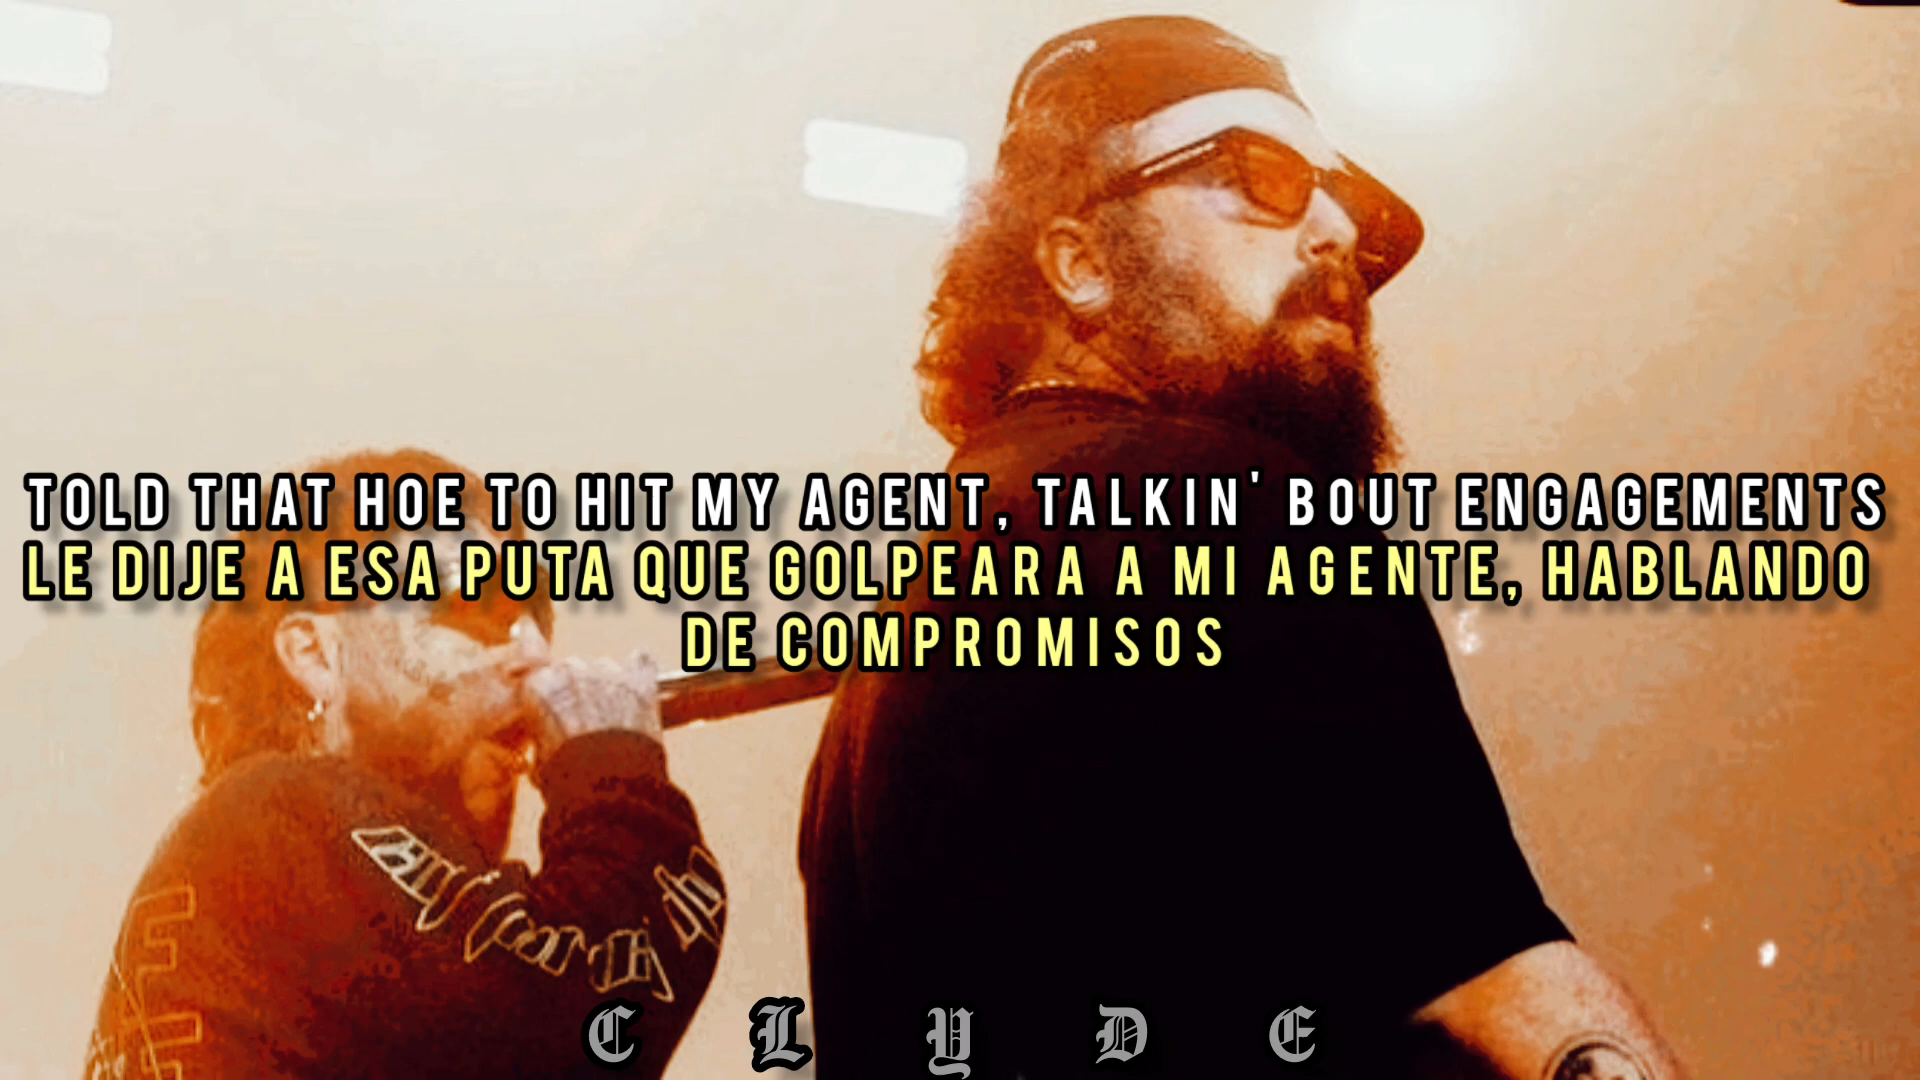 TOLD THAT HOE TO HIT MY AGENT, TALKIN' BOUT ENGAGEMENTS
LE DIJE A ESA PUTA QUE GOLPEARA A MI AGENTE, HABLANDO
DE COMPROMISOS
C L Y D E